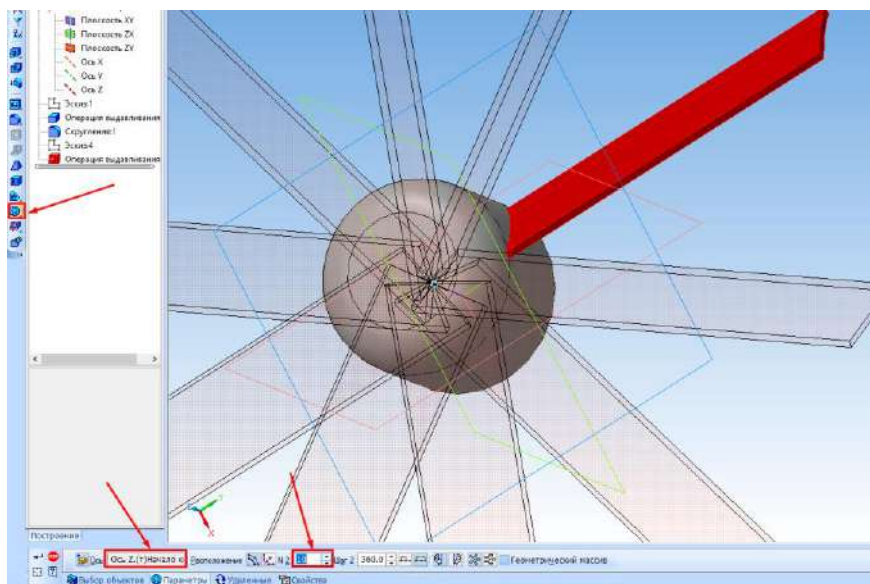 Плоскость XY
Плоскость ZX
Плоскость ZY
Ось X
Ось Y
Ось Z
Эскиз:1
Операция выдавливания
Скругление:1
Эскиз:4
Операция выдавливания
X
Построение
Ось Ось Z.(т)Начало к Расположение N 2 Шаг 2 360.0 Геометрический массив
Выбор объектов Параметры Удаленные Свойства